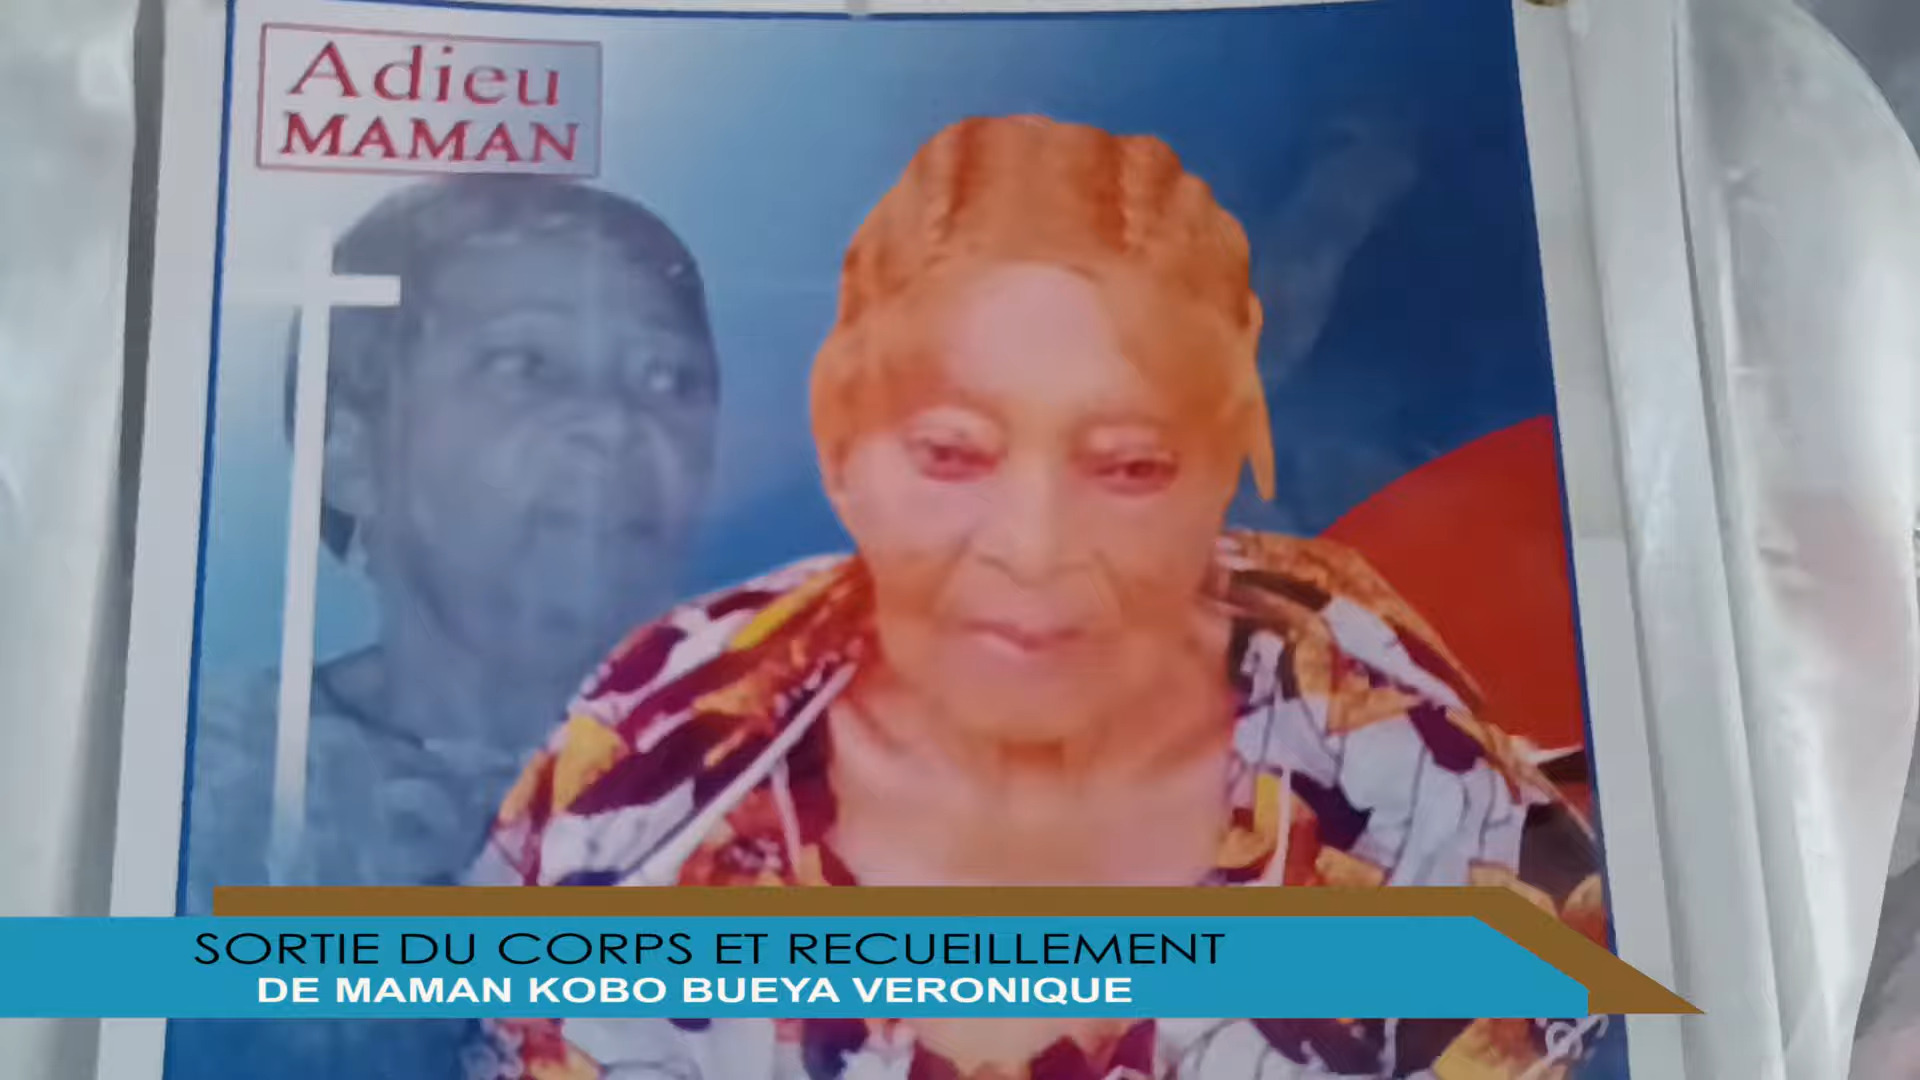 Adieu
MAMAN
SORTIE DU CORPS ET RECUEILLEMENT
DE MAMAN KOBO BUEYA VERONIQUE